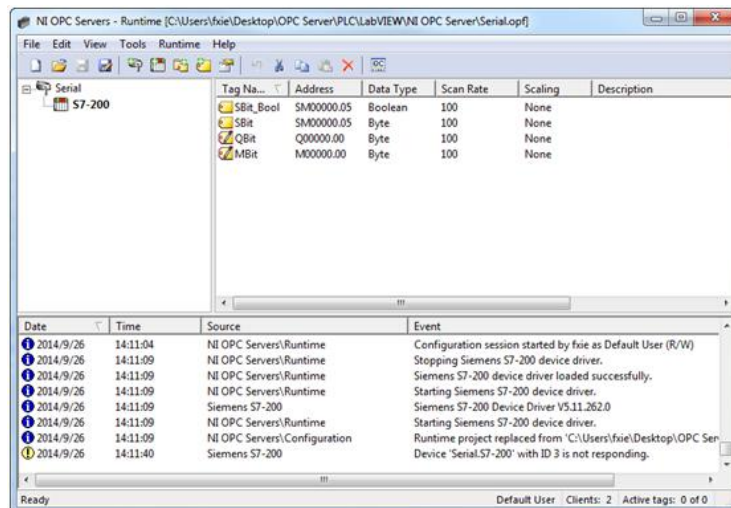 NI OPC Servers - Runtime [C:\Users\fxie\Desktop\OPC Server\PLC\LabVIEW\NI OPC Server\Serial.opf]
File Edit View Tools Runtime Help
Serial
S7-200
Tag Na... Address Data Type Scan Rate Scaling Description
SBit_Bool SM00000.05 Boolean 100 None
SBit SM00000.05 Byte 100 None
QBit Q00000.00 Byte 100 None
MBit M00000.00 Byte 100 None
Date Time Source Event
2014/9/26 14:11:04 NI OPC Servers\Runtime Configuration session started by fxie as Default User (R/W)
2014/9/26 14:11:09 NI OPC Servers\Runtime Stopping Siemens S7-200 device driver.
2014/9/26 14:11:09 NI OPC Servers\Runtime Siemens S7-200 device driver loaded successfully.
2014/9/26 14:11:09 NI OPC Servers\Runtime Starting Siemens S7-200 device driver.
2014/9/26 14:11:09 Siemens S7-200 Siemens S7-200 Device Driver V5.11.262.0
2014/9/26 14:11:09 NI OPC Servers\Runtime Starting Siemens S7-200 device driver.
2014/9/26 14:11:09 NI OPC Servers\Configuration Runtime project replaced from 'C:\Users\fxie\Desktop\OPC Ser
2014/9/26 14:11:40 Siemens S7-200 Device 'Serial.S7-200' with ID 3 is not responding.
Ready Default User Clients: 2 Active tags: 0 of 0